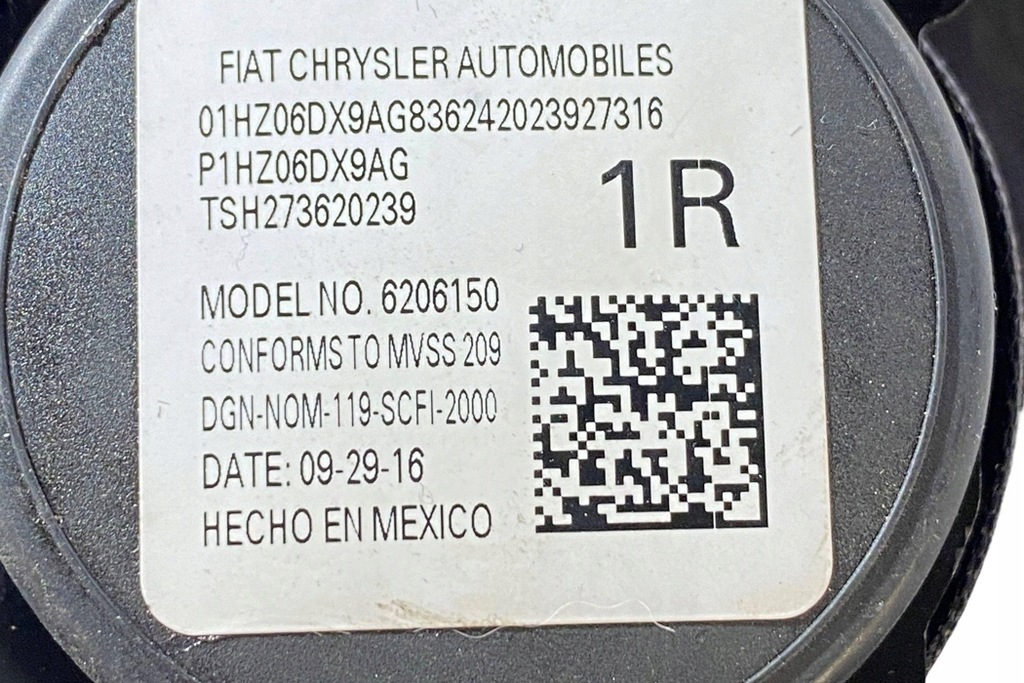 FIAT CHRYSLER AUTOMOBILES
01HZ06DX9AG836242023927316
P1HZ06DX9AG
TSH273620239
1R
MODEL NO. 6206150
CONFORMS TO MVSS 209
DGN-NOM-119-SCFI-2000
DATE: 09-29-16
HECHO EN MEXICO